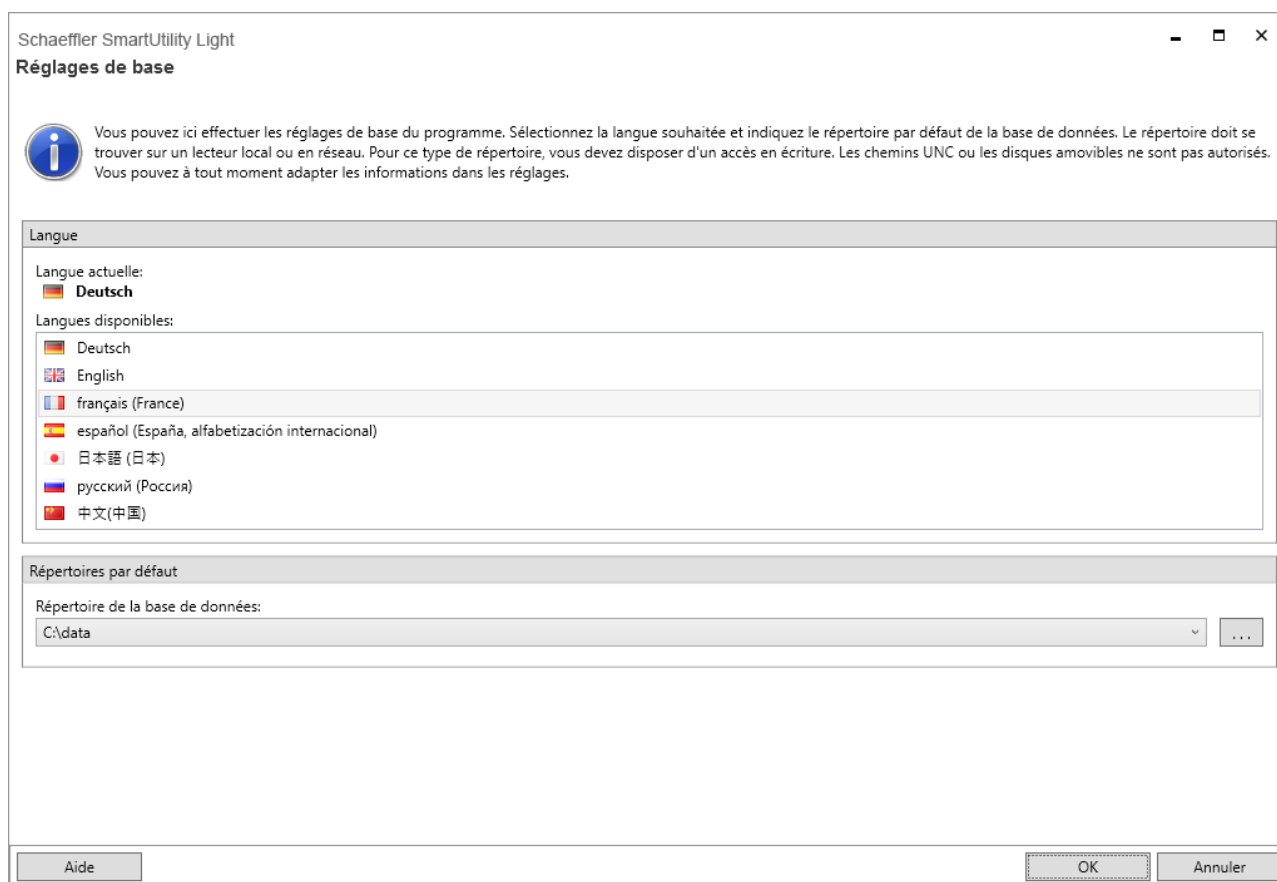 Schaeffler SmartUtility Light
Réglages de base
Vous pouvez ici effectuer les réglages de base du programme. Sélectionnez la langue souhaitée et indiquez le répertoire par défaut de la base de données. Le répertoire doit se
trouver sur un lecteur local ou en réseau. Pour ce type de répertoire, vous devez disposer d'un accès en écriture. Les chemins UNC ou les disques amovibles ne sont pas autorisés.
Vous pouvez à tout moment adapter les informations dans les réglages.
Langue
Langue actuelle:
Deutsch
Langues disponibles:
Deutsch
English
français (France)
español (España, alfabetización internacional)
日本語 (日本)
русский (Россия)
中文(中国)
Répertoires par défaut
Répertoire de la base de données:
C:\data
...
Aide
OK
Annuler